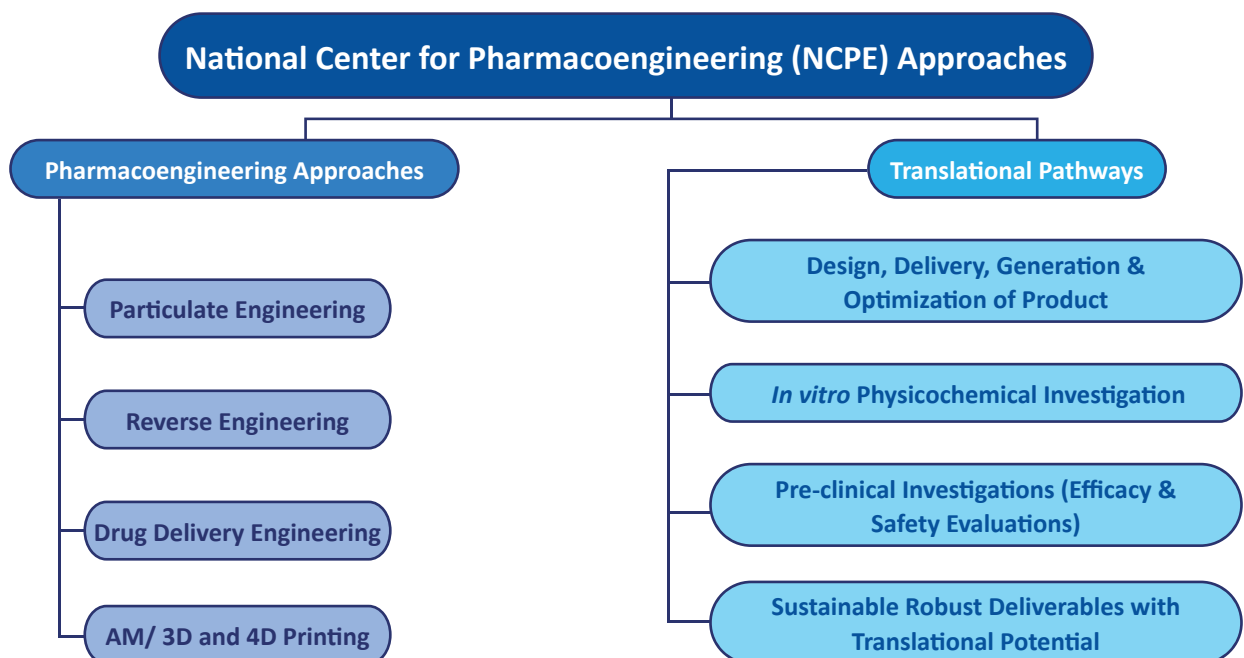 National Center for Pharmacoengineering (NCPE) Approaches
Pharmacoengineering Approaches
Particulate Engineering
Reverse Engineering
Drug Delivery Engineering
AM/ 3D and 4D Printing
Translational Pathways
Design, Delivery, Generation &
Optimization of Product
In vitro Physicochemical Investigation
Pre-clinical Investigations (Efficacy &
Safety Evaluations)
Sustainable Robust Deliverables with
Translational Potential